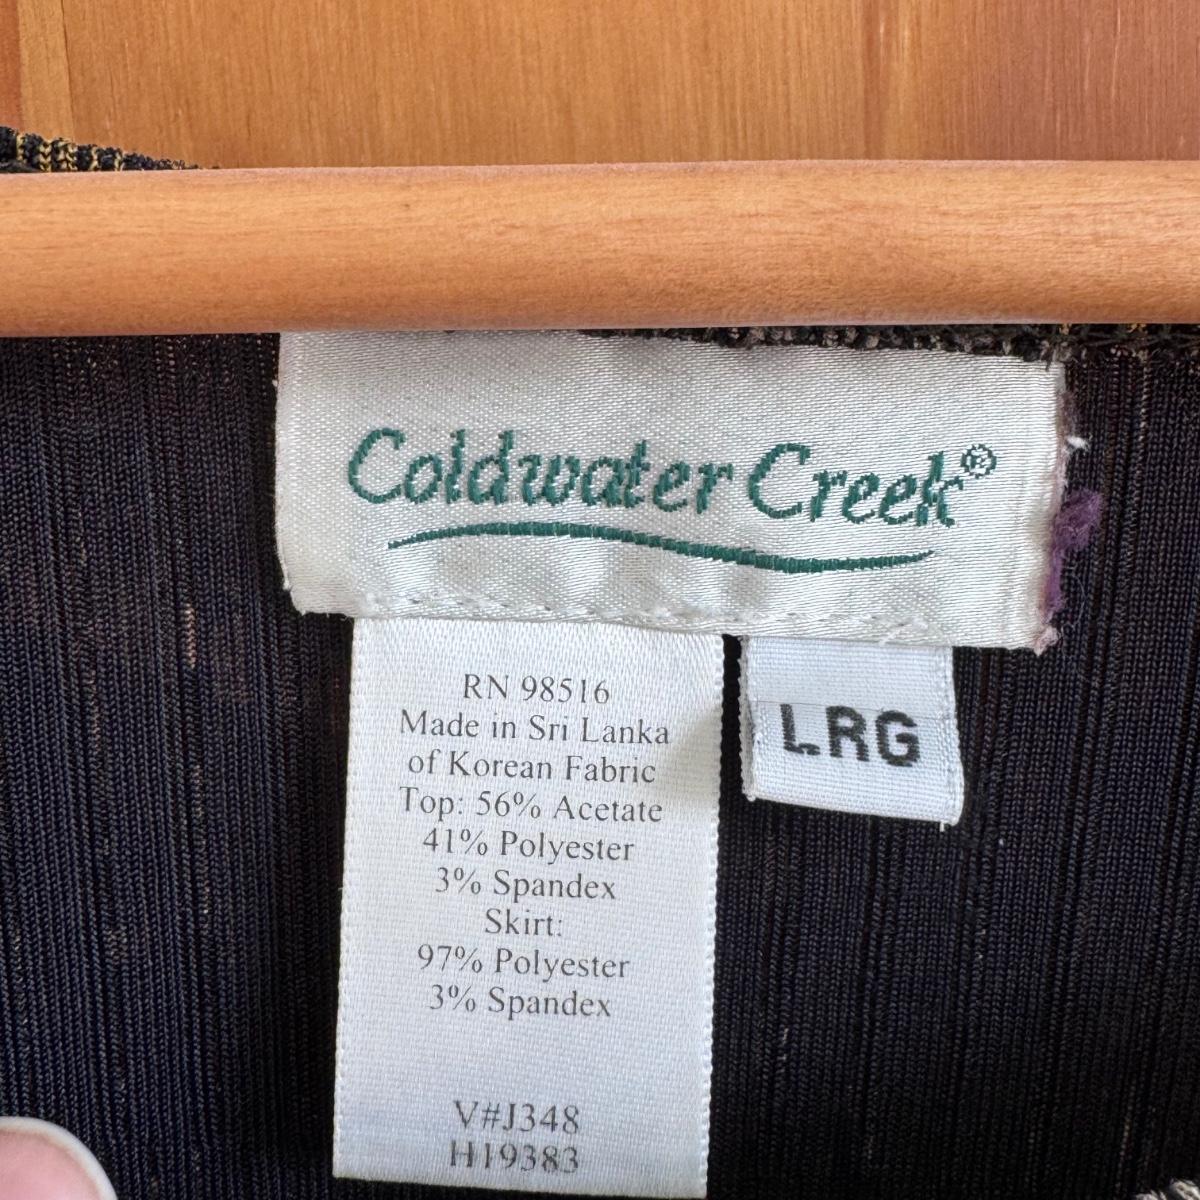 Coldwater Creek®
RN 98516
Made in Sri Lanka
of Korean Fabric
Top: 56% Acetate
41% Polyester
3% Spandex
Skirt:
97% Polyester
3% Spandex
V#J348
H19383
LRG